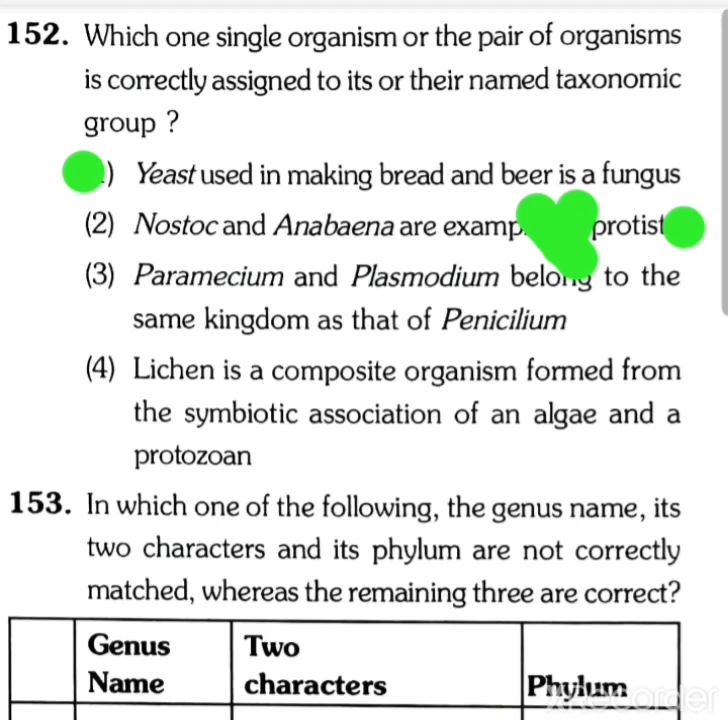 152. Which one single organism or the pair of organisms
is correctly assigned to its or their named taxonomic
group ?
) Yeast used in making bread and beer is a fungus
(2) Nostoc and Anabaena are examp protist
(3) Paramecium and Plasmodium belong to the
same kingdom as that of Penicilium
(4) Lichen is a composite organism formed from
the symbiotic association of an algae and a
protozoan
153. In which one of the following, the genus name, its
two characters and its phylum are not correctly
matched, whereas the remaining three are correct?
Genus Two
Name characters Phylum